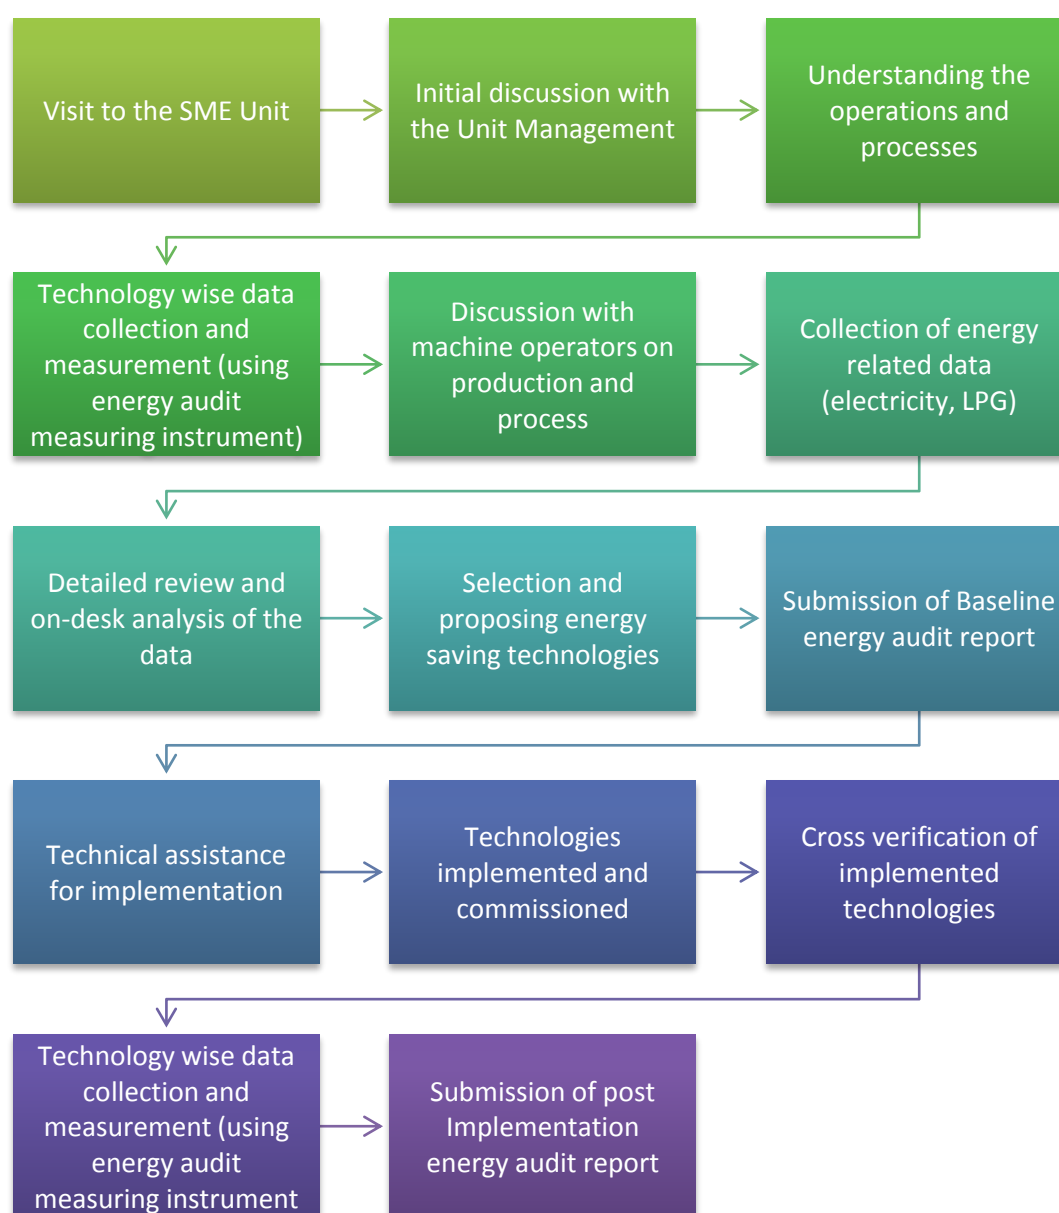 Visit to the SME Unit
Initial discussion with
the Unit Management
Understanding the
operations and
processes
Technology wise data
collection and
measurement (using
energy audit
measuring instrument)
Discussion with
machine operators on
production and
process
Collection of energy
related data
(electricity, LPG)
Detailed review and
on-desk analysis of the
data
Selection and
proposing energy
saving technologies
Submission of Baseline
energy audit report
Technical assistance
for implementation
Technologies
implemented and
commissioned
Cross verification of
implemented
technologies
Technology wise data
collection and
measurement (using
energy audit
measuring instrument
Submission of post
Implementation
energy audit report